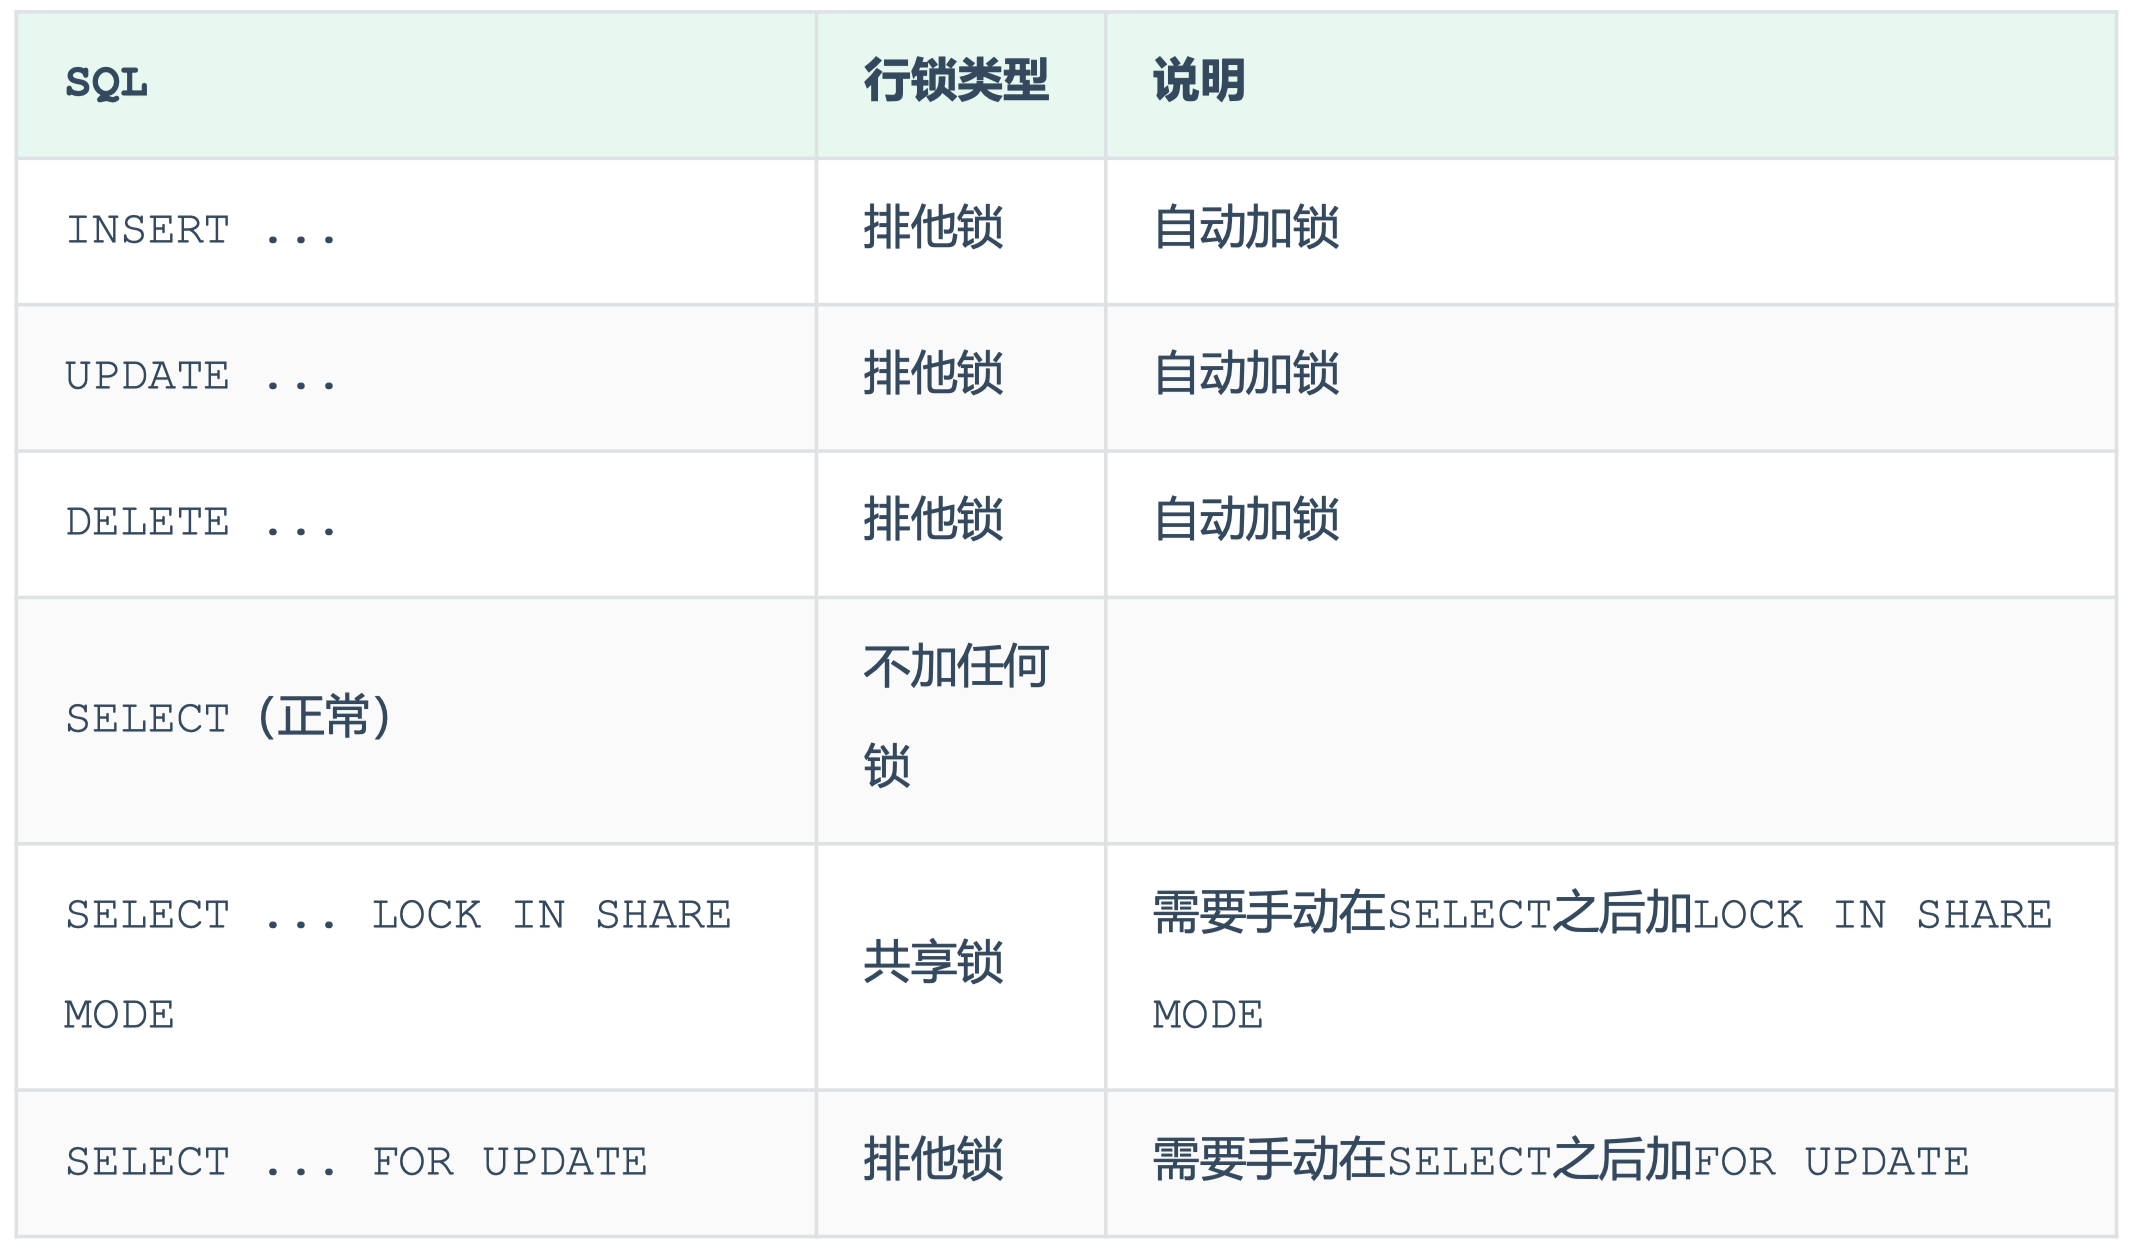 SQL 行锁类型 说明
INSERT ... 排他锁 自动加锁
UPDATE ... 排他锁 自动加锁
DELETE ... 排他锁 自动加锁
SELECT（正常） 不加任何
锁
SELECT ... LOCK IN SHARE
MODE
共享锁
需要手动在SELECT之后加LOCK IN SHARE
MODE
SELECT ... FOR UPDATE 排他锁 需要手动在SELECT之后加FOR UPDATE